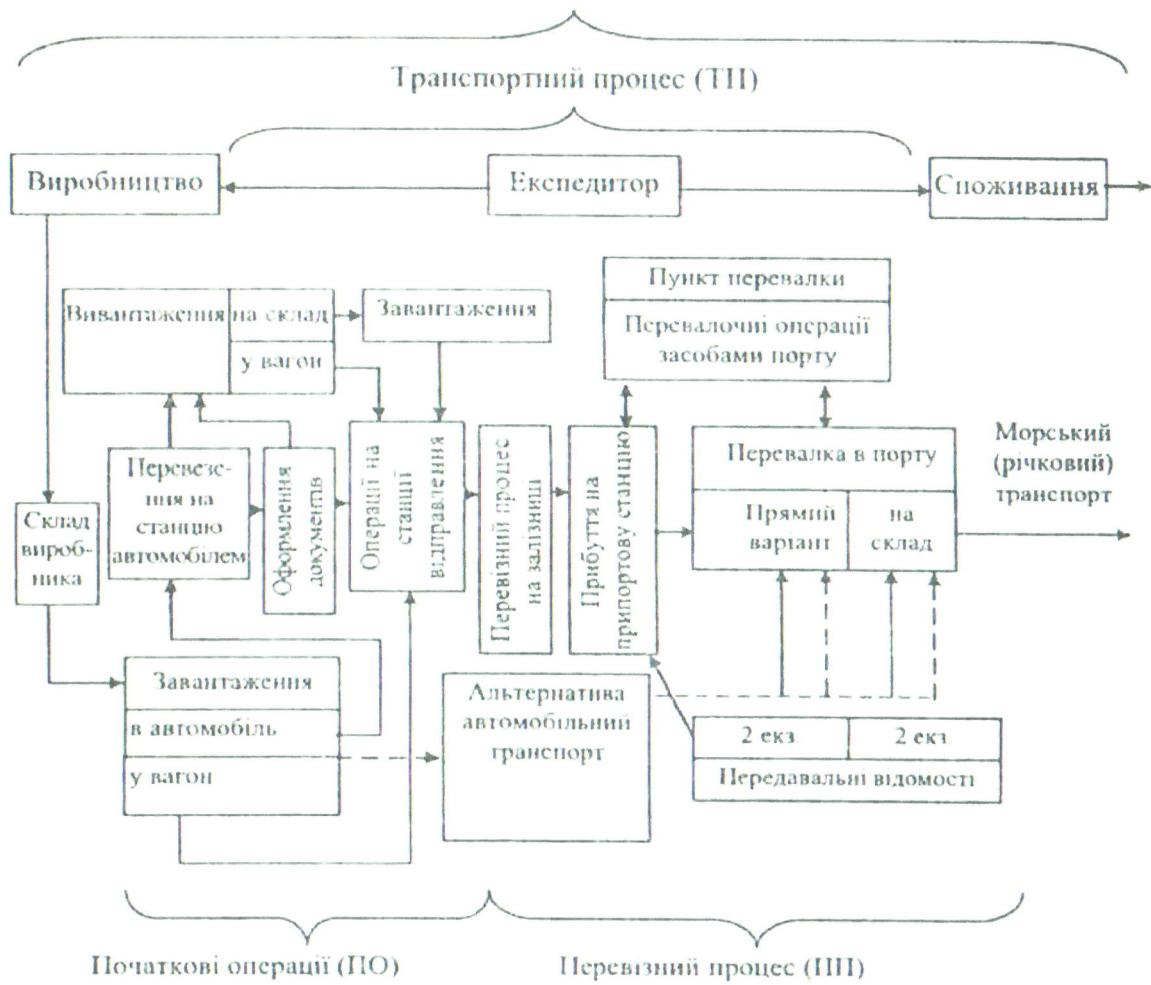 Транспортний процес (ТП)
Виробництво
Експедитор
Споживання
Вивантаження
на склад
у вагон
Завантаження
Пункт перевалки
Перевалочні операції
засобами порту
Перевезе-
ння на
станцію
автомобілем
Оформлення
документів
Операції на
станції
відправлення
Перевізний процес
на залізниці
Прибуття на
припортову станцію
Перевалка в порту
Прямий
варіант
на
склад
Морський
(річковий)
транспорт
Склад
вироб-
ника
Завантаження
в автомобіль
у вагон
Альтернатива
автомобільний
транспорт
2 екз.
2 екз.
Передавальні відомості
Початкові операції (ПО)
Перевізний процес (ПП)